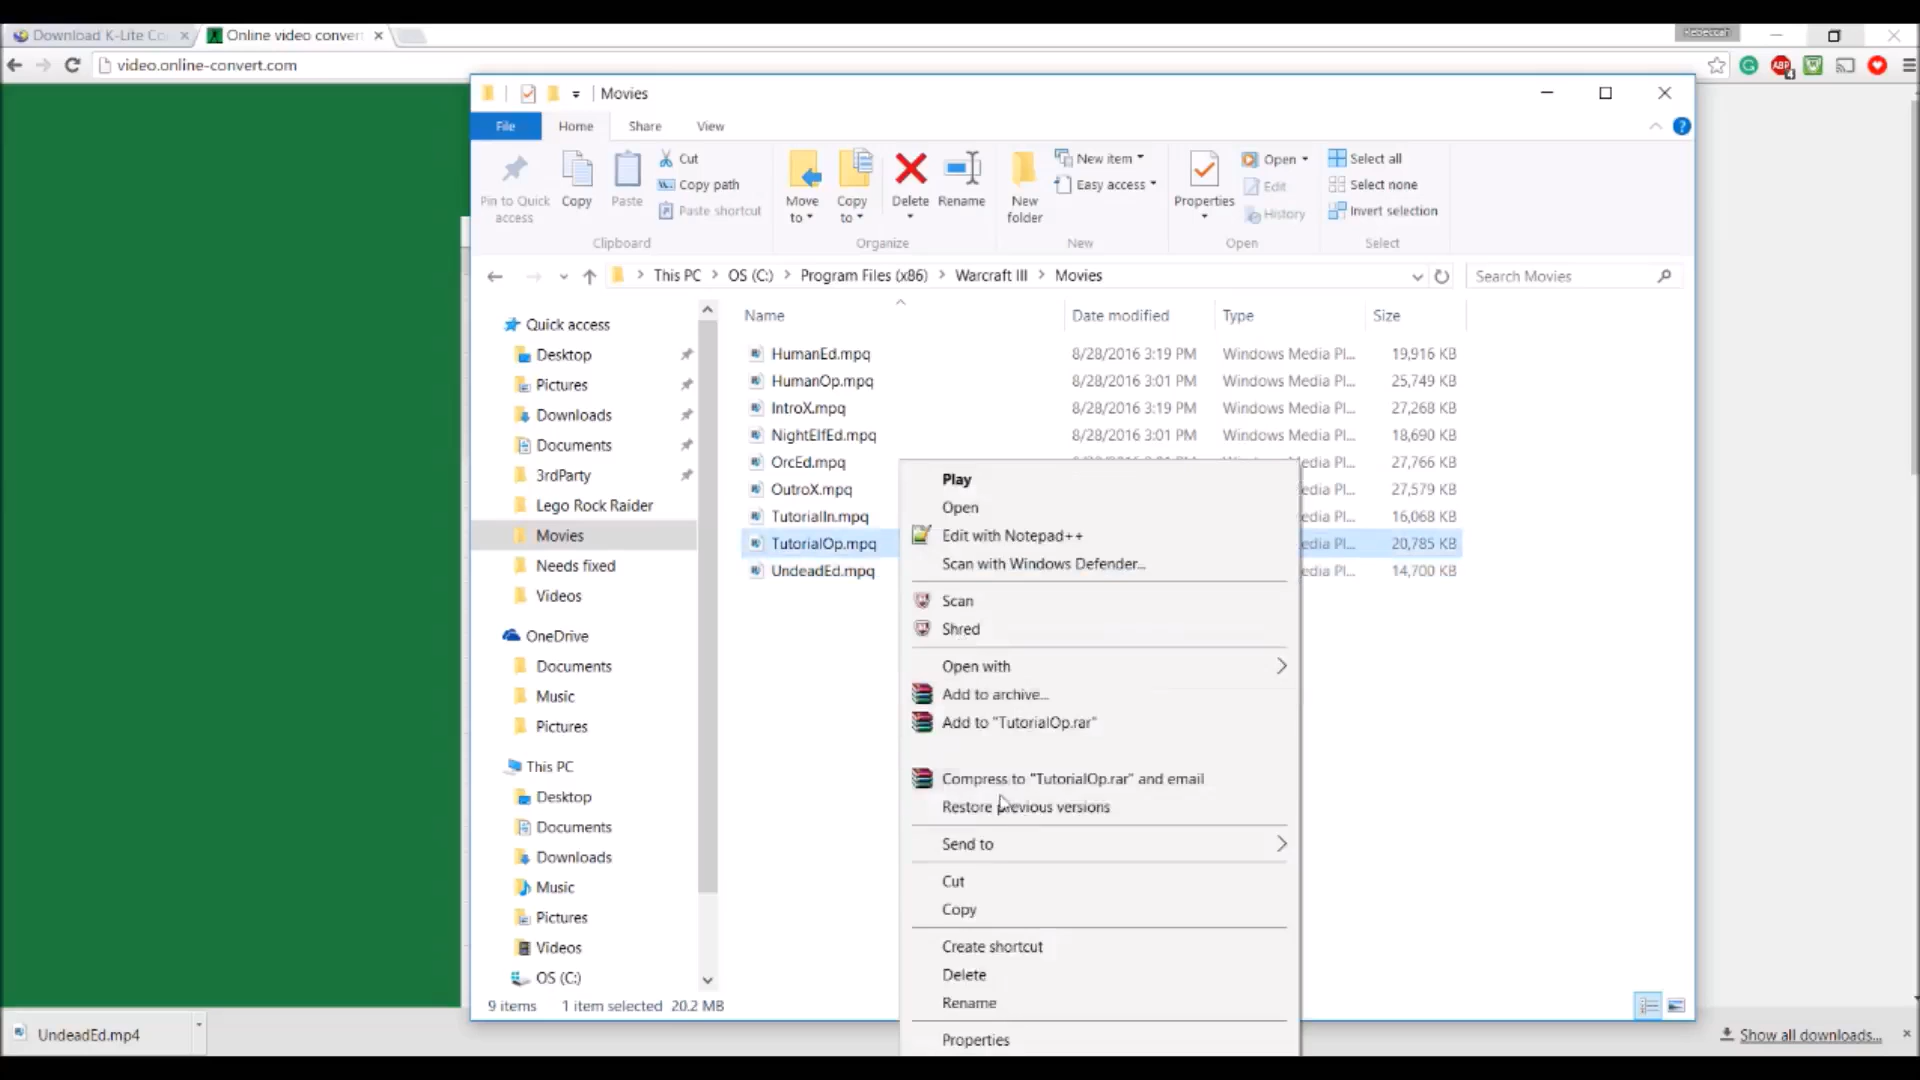 Download K-Lite Co
Online video conver
Rebeccah
video.online-convert.com
Movies
File
Home
Share
View
Pin to Quick access
Copy
Paste
Cut
Copy path
Paste shortcut
Clipboard
Move to
Copy to
Delete
Rename
Organize
New folder
New item
Easy access
New
Properties
Open
Edit
History
Open
Select all
Select none
Invert selection
Select
This PC > OS (C:) > Program Files (x86) > Warcraft III > Movies
Search Movies
Name Date modified Type Size
HumanEd.mpq 8/28/2016 3:19 PM Windows Media Pl... 19,916 KB
HumanOp.mpq 8/28/2016 3:01 PM Windows Media Pl... 25,749 KB
IntroX.mpq 8/28/2016 3:19 PM Windows Media Pl... 27,268 KB
NightElfEd.mpq 8/28/2016 3:01 PM Windows Media Pl... 18,690 KB
OrcEd.mpq edia Pl... 27,766 KB
OutroX.mpq edia Pl... 27,579 KB
TutorialIn.mpq edia Pl... 16,068 KB
TutorialOp.mpq edia Pl... 20,785 KB
UndeadEd.mpq edia Pl... 14,700 KB
Quick access
Desktop
Pictures
Downloads
Documents
3rdParty
Lego Rock Raider
Movies
Needs fixed
Videos
OneDrive
Documents
Music
Pictures
This PC
Desktop
Documents
Downloads
Music
Pictures
Videos
OS (C:)
Play
Open
Edit with Notepad++
Scan with Windows Defender...
Scan
Shred
Open with
Add to archive...
Add to "TutorialOp.rar"
Compress to "TutorialOp.rar" and email
Restore previous versions
Send to
Cut
Copy
Create shortcut
Delete
Rename
Properties
9 items 1 item selected 20.2 MB
UndeadEd.mp4
Show all downloads...